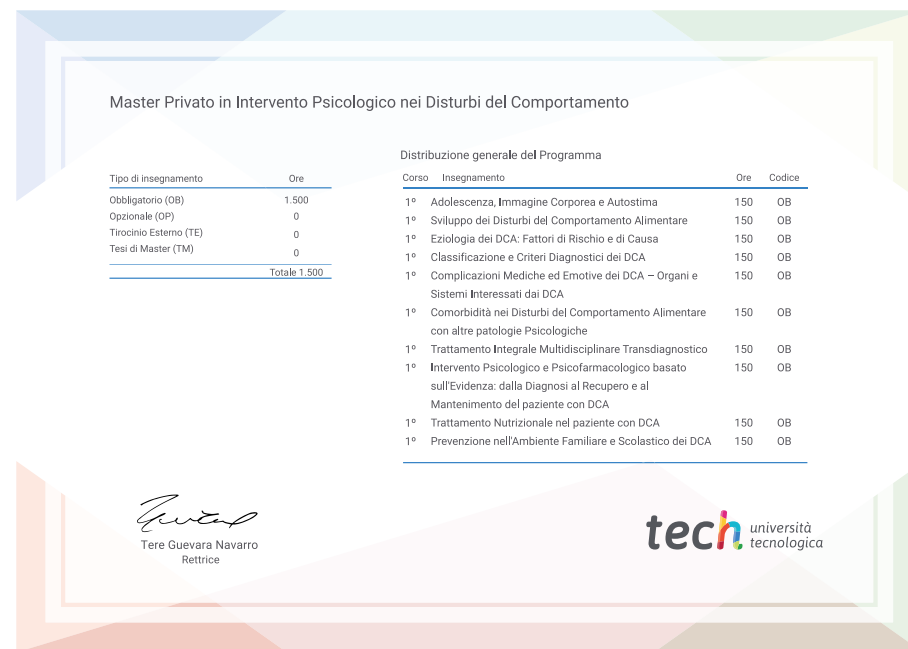 Master Privato in Intervento Psicologico nei Disturbi del Comportamento
Tipo di insegnamento Ore
Obbligatorio (OB) 1.500
Opzionale (OP) 0
Tirocinio Esterno (TE) 0
Tesi di Master (TM) 0
Totale 1.500
Distribuzione generale del Programma
Corso Insegnamento Ore Codice
1º Adolescenza, Immagine Corporea e Autostima 150 OB
1º Sviluppo dei Disturbi del Comportamento Alimentare 150 OB
1º Eziologia dei DCA: Fattori di Rischio e di Causa 150 OB
1º Classificazione e Criteri Diagnostici dei DCA 150 OB
1º Complicazioni Mediche ed Emotive dei DCA – Organi e 150 OB
Sistemi Interessati dai DCA
1º Comorbidità nei Disturbi del Comportamento Alimentare 150 OB
con altre patologie Psicologiche
1º Trattamento Integrale Multidisciplinare Transdiagnostico 150 OB
1º Intervento Psicologico e Psicofarmacologico basato 150 OB
sull'Evidenza: dalla Diagnosi al Recupero e al
Mantenimento del paziente con DCA
1º Trattamento Nutrizionale nel paziente con DCA 150 OB
1º Prevenzione nell'Ambiente Familiare e Scolastico dei DCA 150 OB
Tere Guevara Navarro
Rettrice
tech università
tecnologica